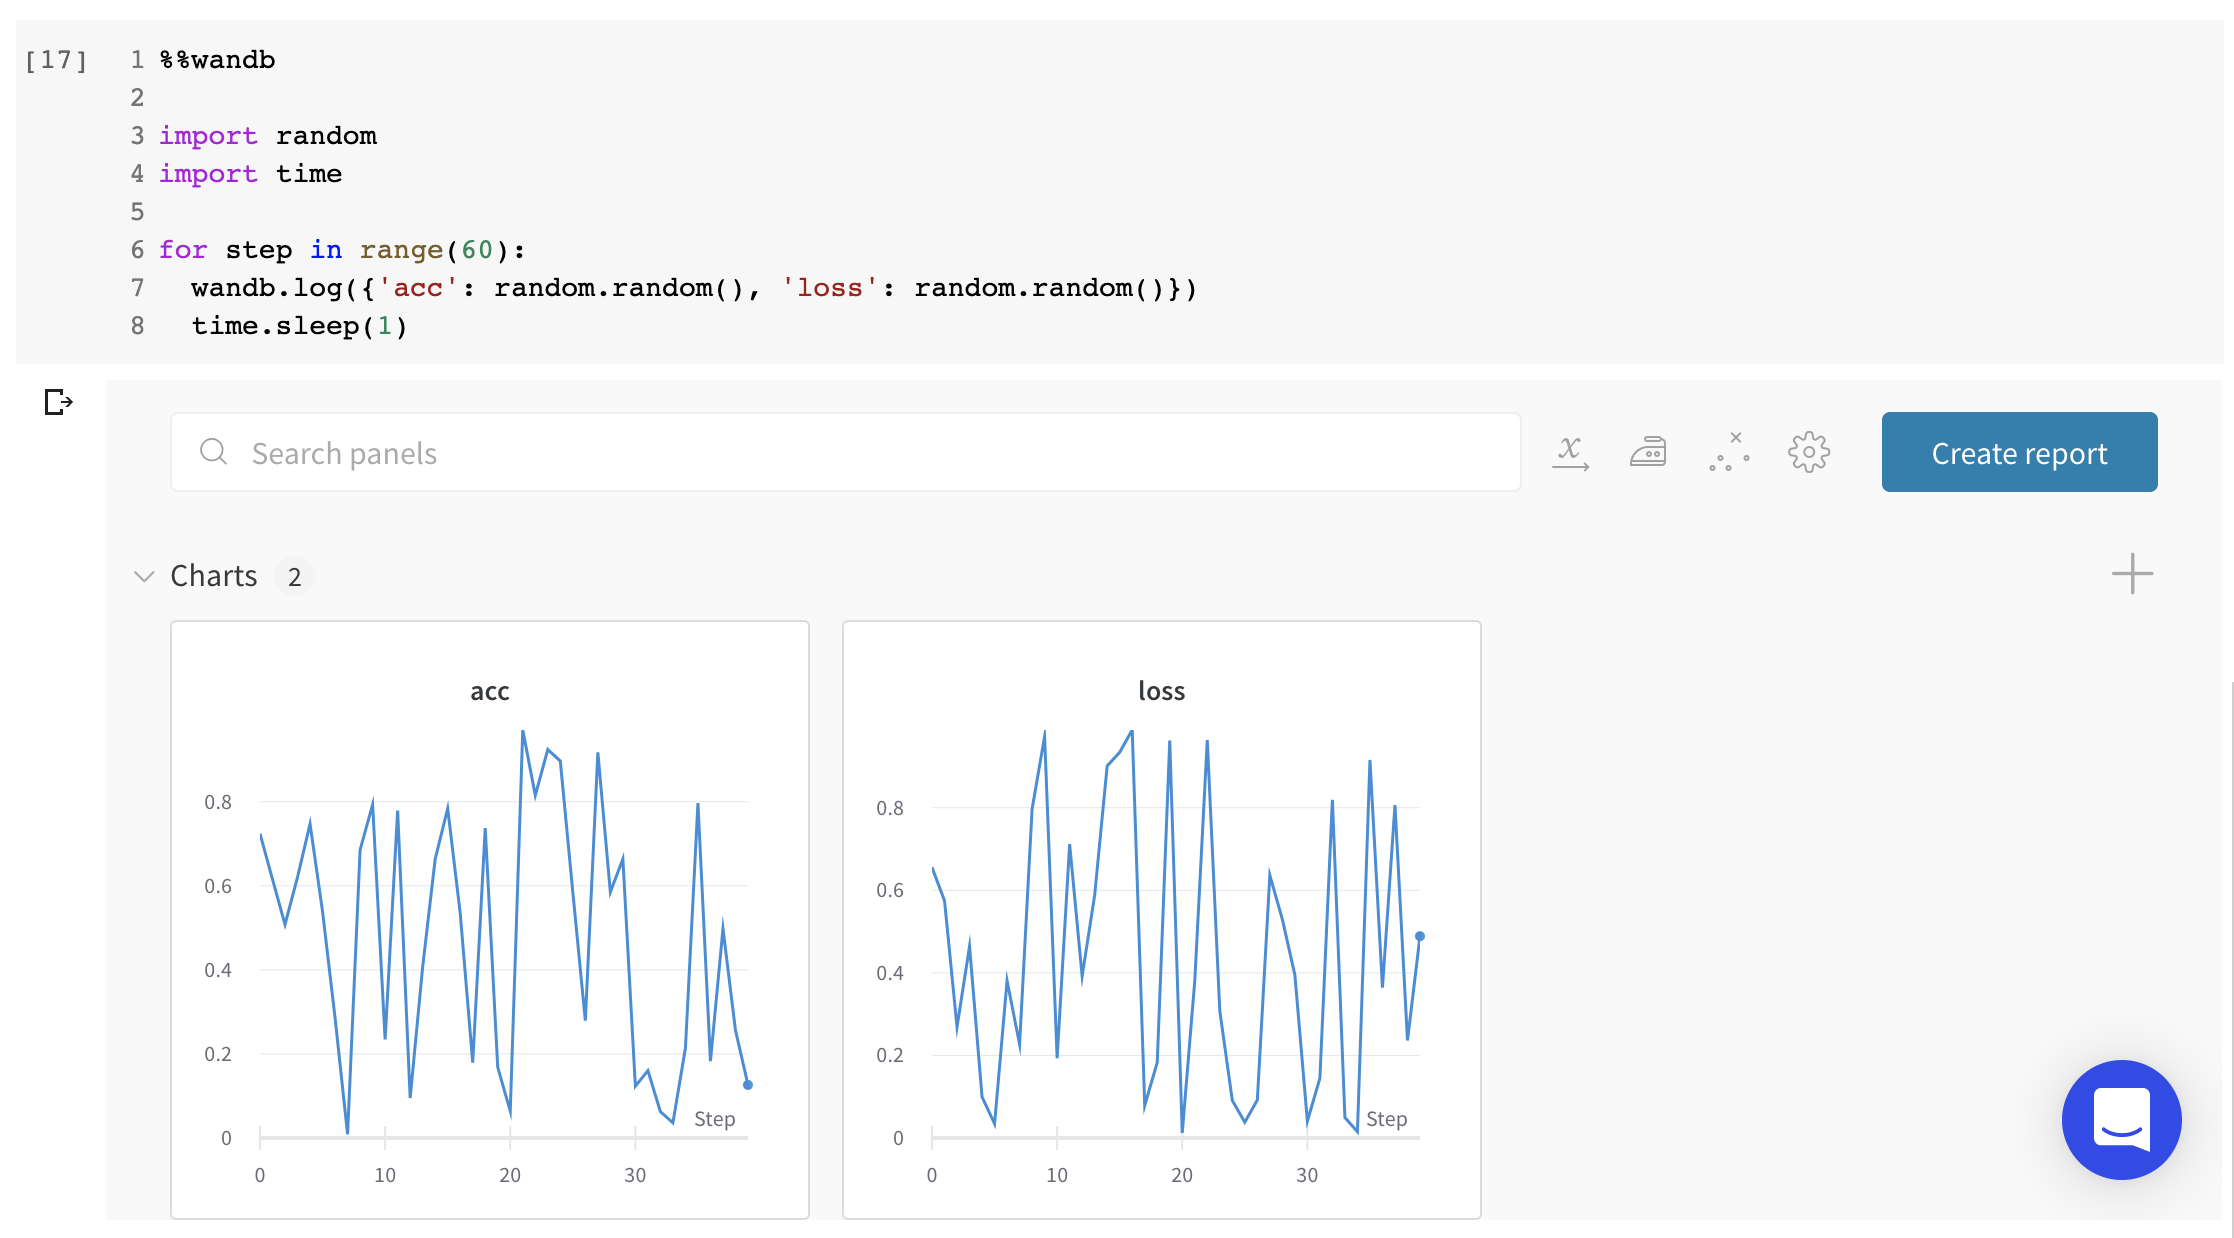 [17]
1 %%wandb
2
3 import random
4 import time
5
6 for step in range(60):
7   wandb.log({'acc': random.random(), 'loss': random.random()})
8   time.sleep(1)
Search panels
x
Create report
Charts 2
acc
0.8
0.6
0.4
0.2
0
Step
0 10 20 30
loss
0.8
0.6
0.4
0.2
0
Step
0 10 20 30